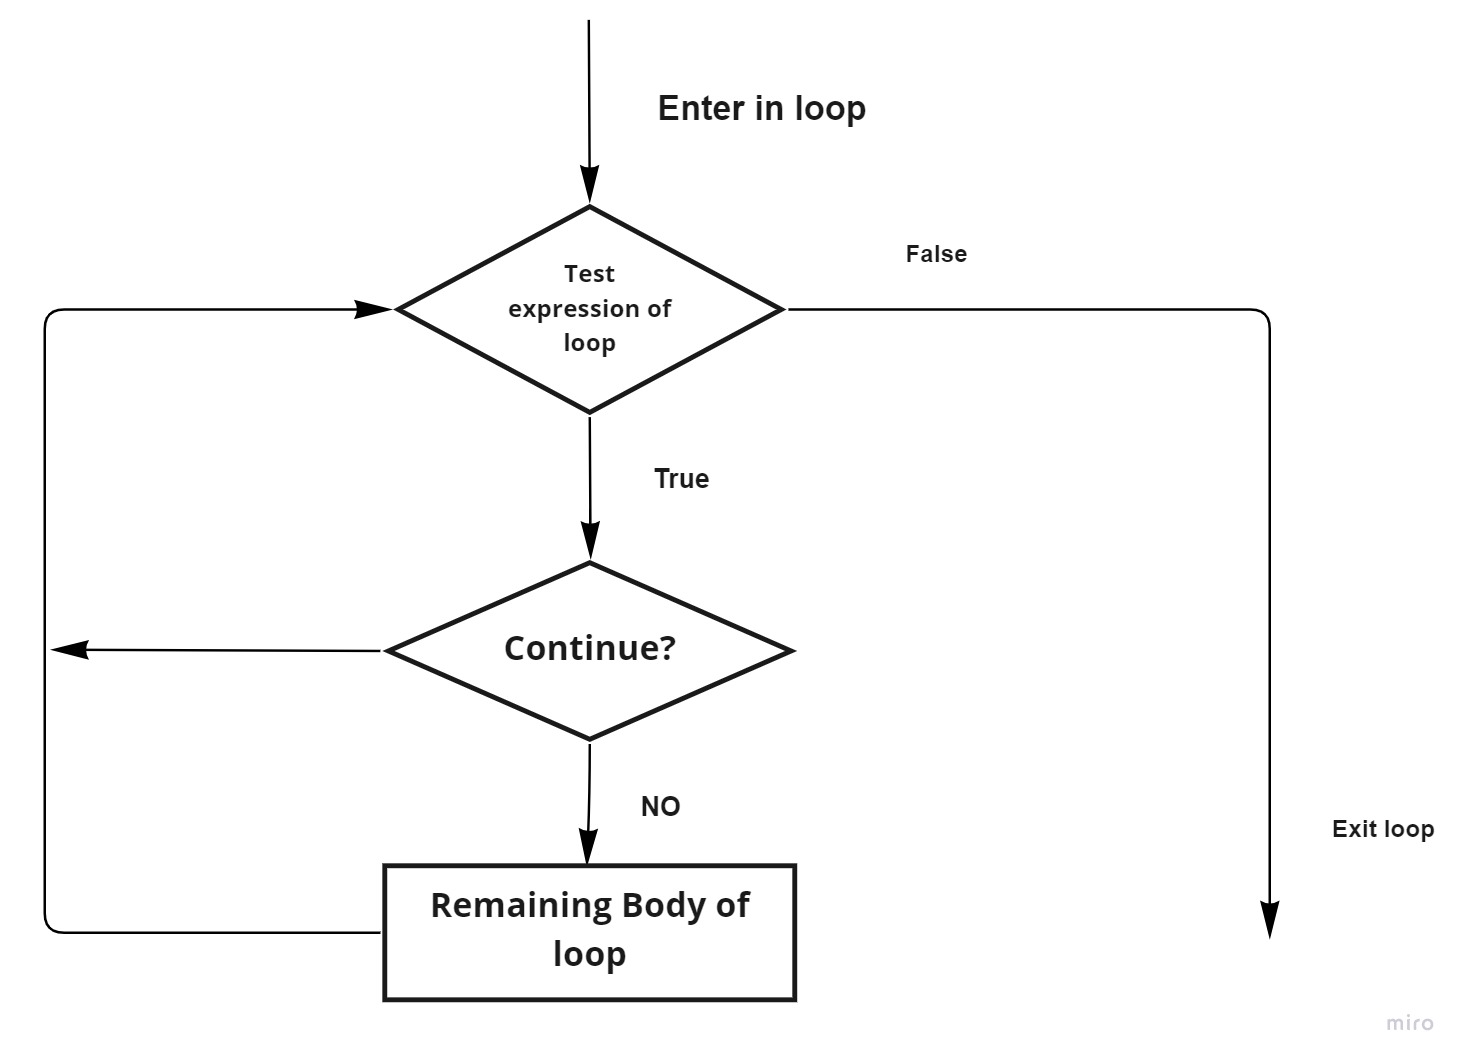 Enter in loop
False
Test
expression of
loop
True
Continue?
NO
Exit loop
Remaining Body of
loop
miro